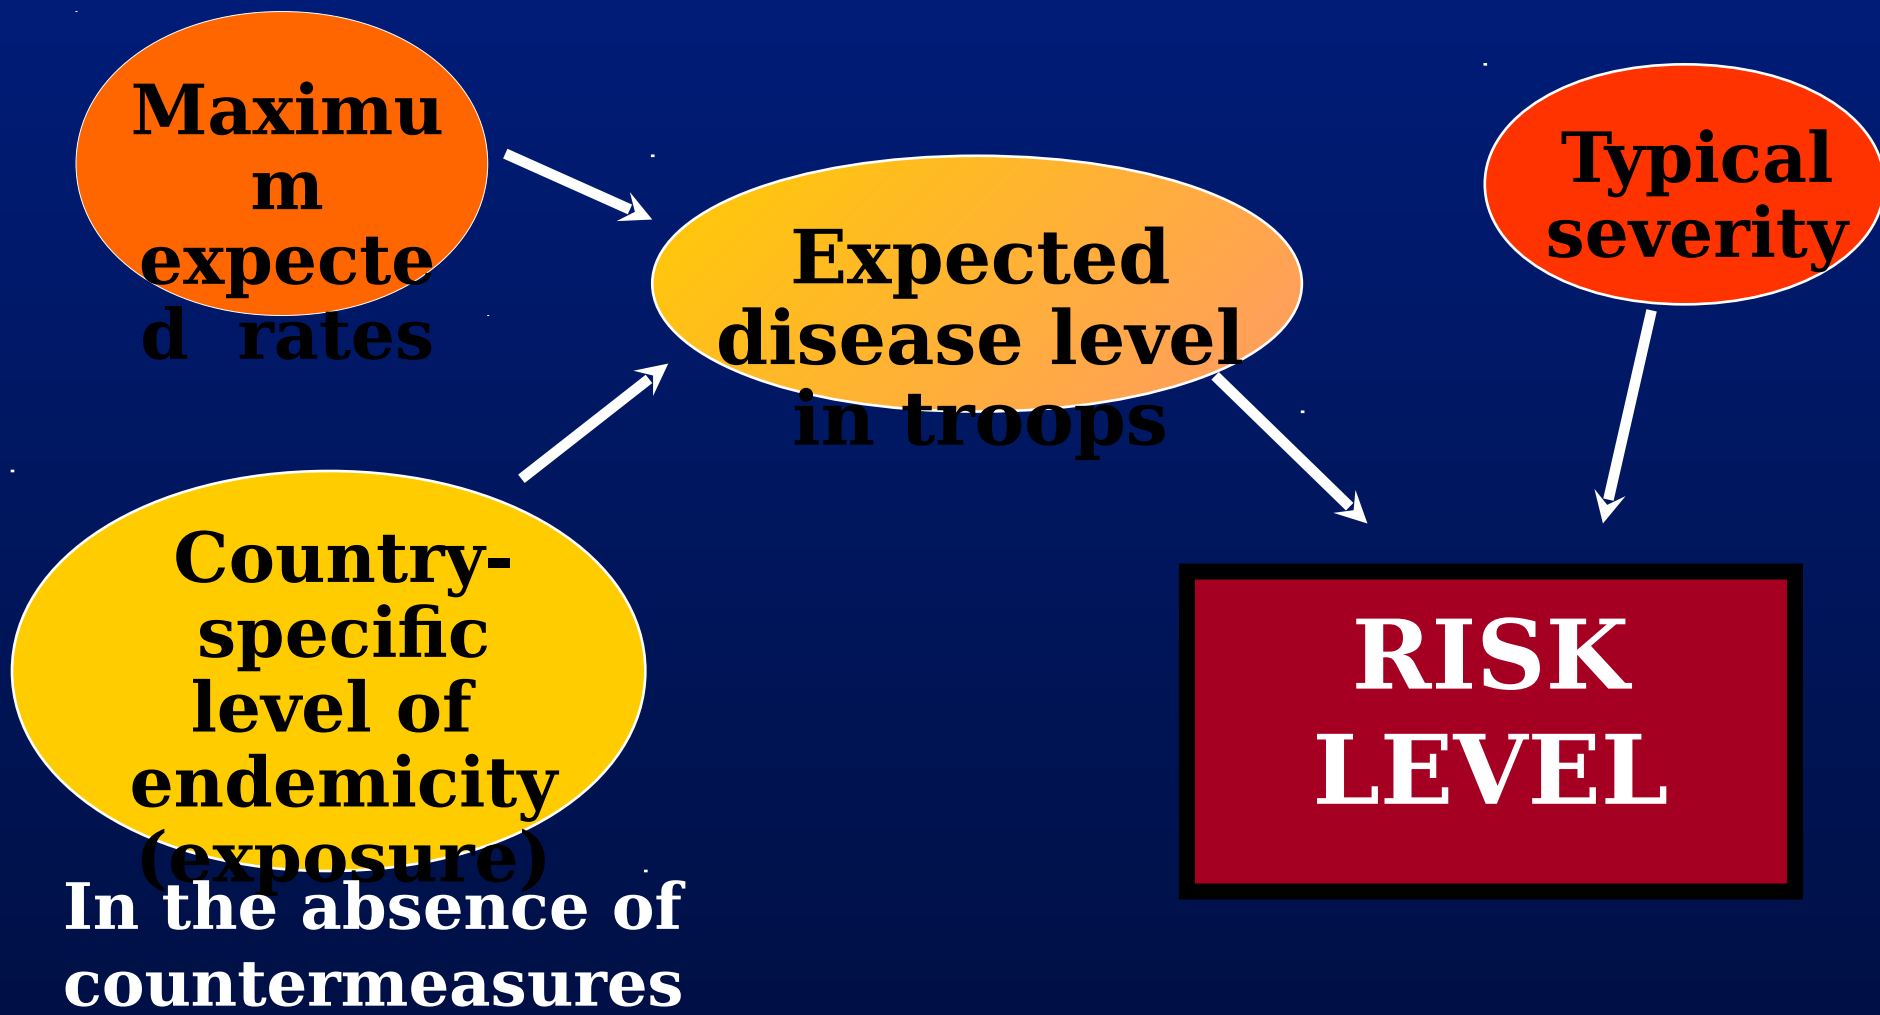 Maximu
m
expecte
d rates
Expected
disease level
in troops
Typical
severity
Country-
specific
level of
endemicity
(exposure)
RISK
LEVEL
In the absence of
countermeasures